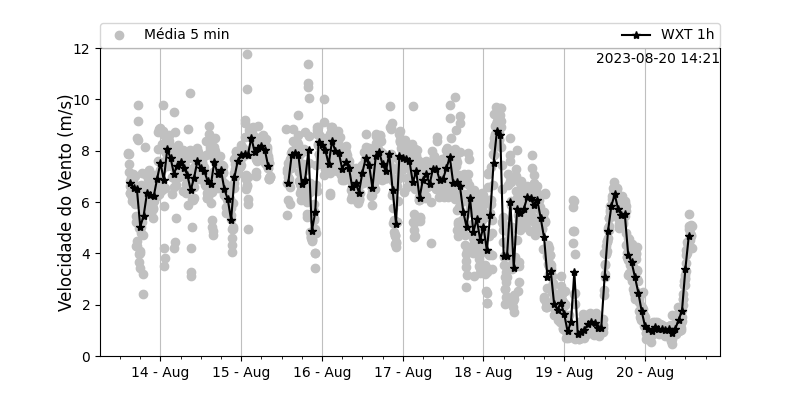 Média 5 min
WXT 1h
2023-08-20 14:21
Velocidade do Vento (m/s)
12
10
8
6
4
2
0
14 - Aug 15 - Aug 16 - Aug 17 - Aug 18 - Aug 19 - Aug 20 - Aug